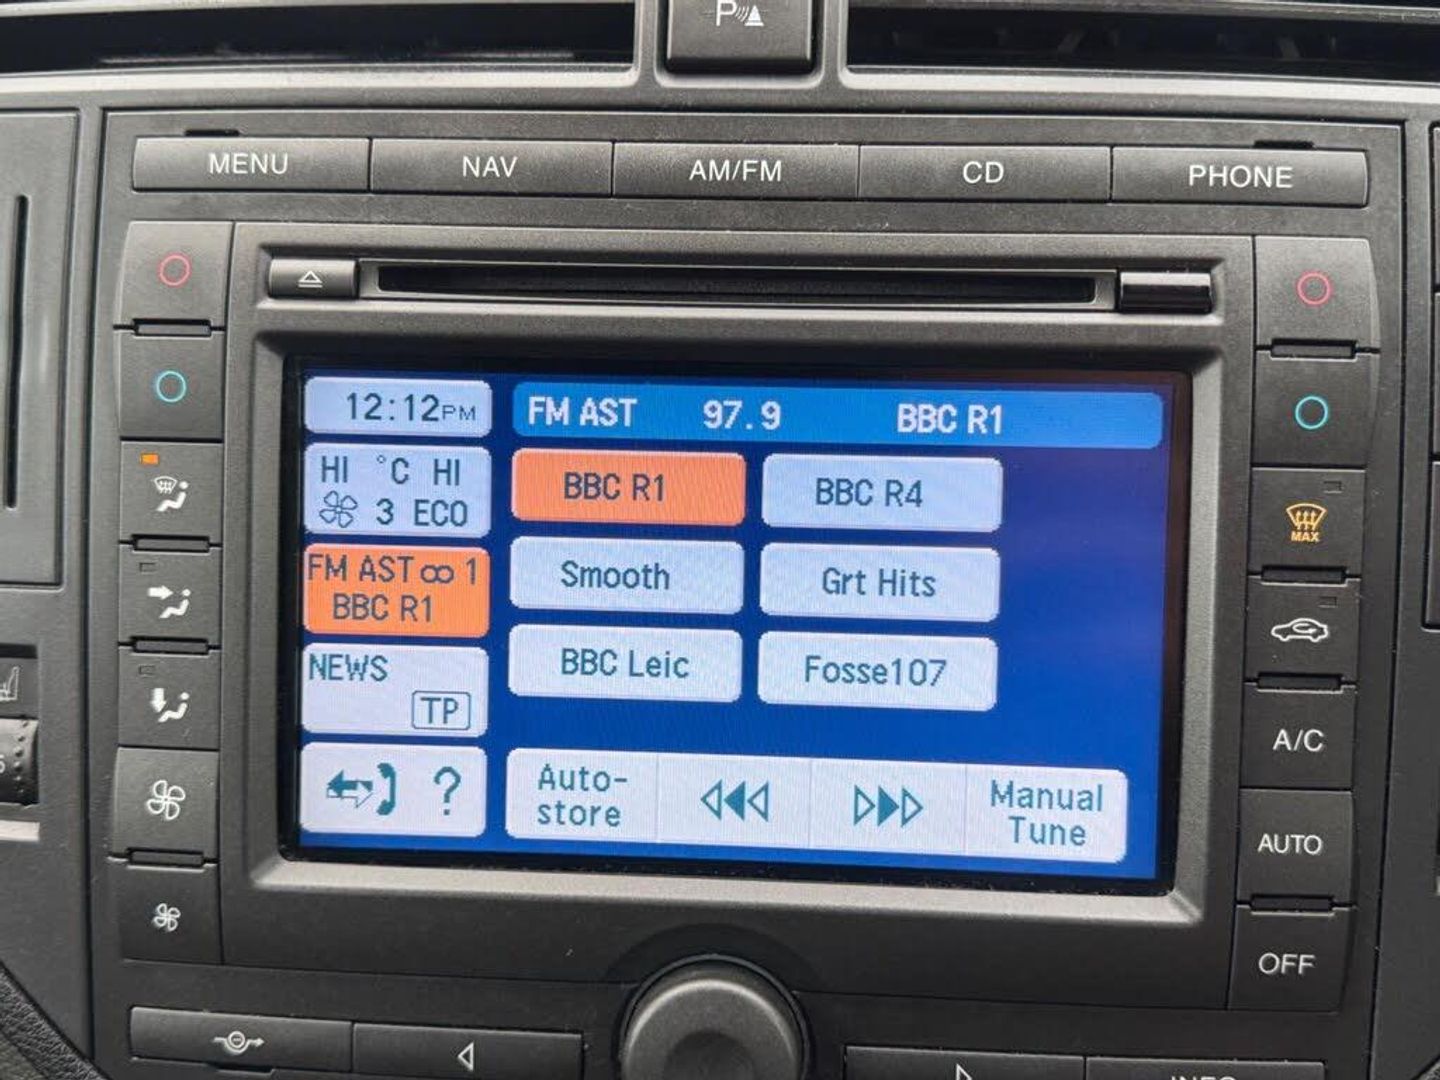 P
MENU NAV AM/FM CD PHONE
12:12PM
FM AST 97.9 BBC R1
HI °C HI
3 ECO
FM AST ∞ 1
BBC R1
NEWS
TP
?
BBC R1 BBC R4
Smooth Grt Hits
BBC Leic Fosse107
Auto-
store
Manual
Tune
MAX
A/C
AUTO
OFF